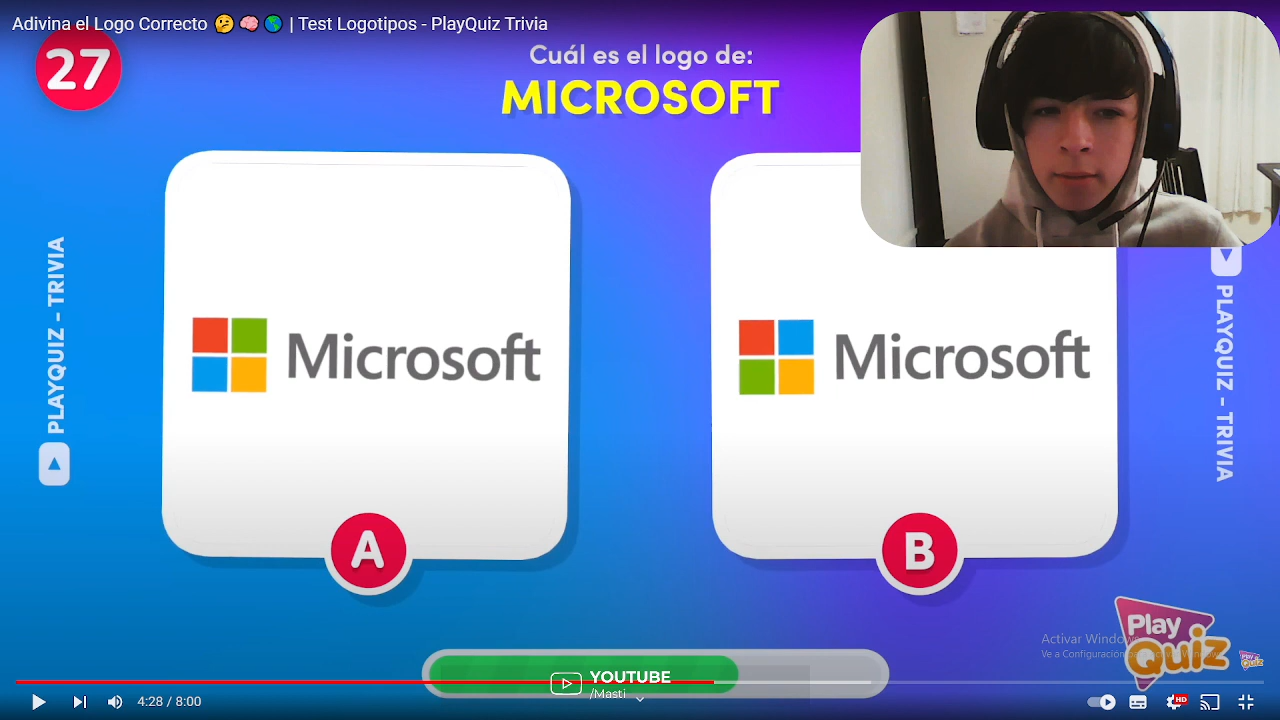 Adivina el Logo Correcto 🤔🧠🌎 | Test Logotipos - PlayQuiz Trivia
27
Cuál es el logo de:
MICROSOFT
PLAYQUIZ - TRIVIA
Microsoft
A
Microsoft
B
PLAYQUIZ - TRIVIA
Play
Quiz
Activar Windows
YOUTUBE
/Masti
4:28 / 8:00
HD